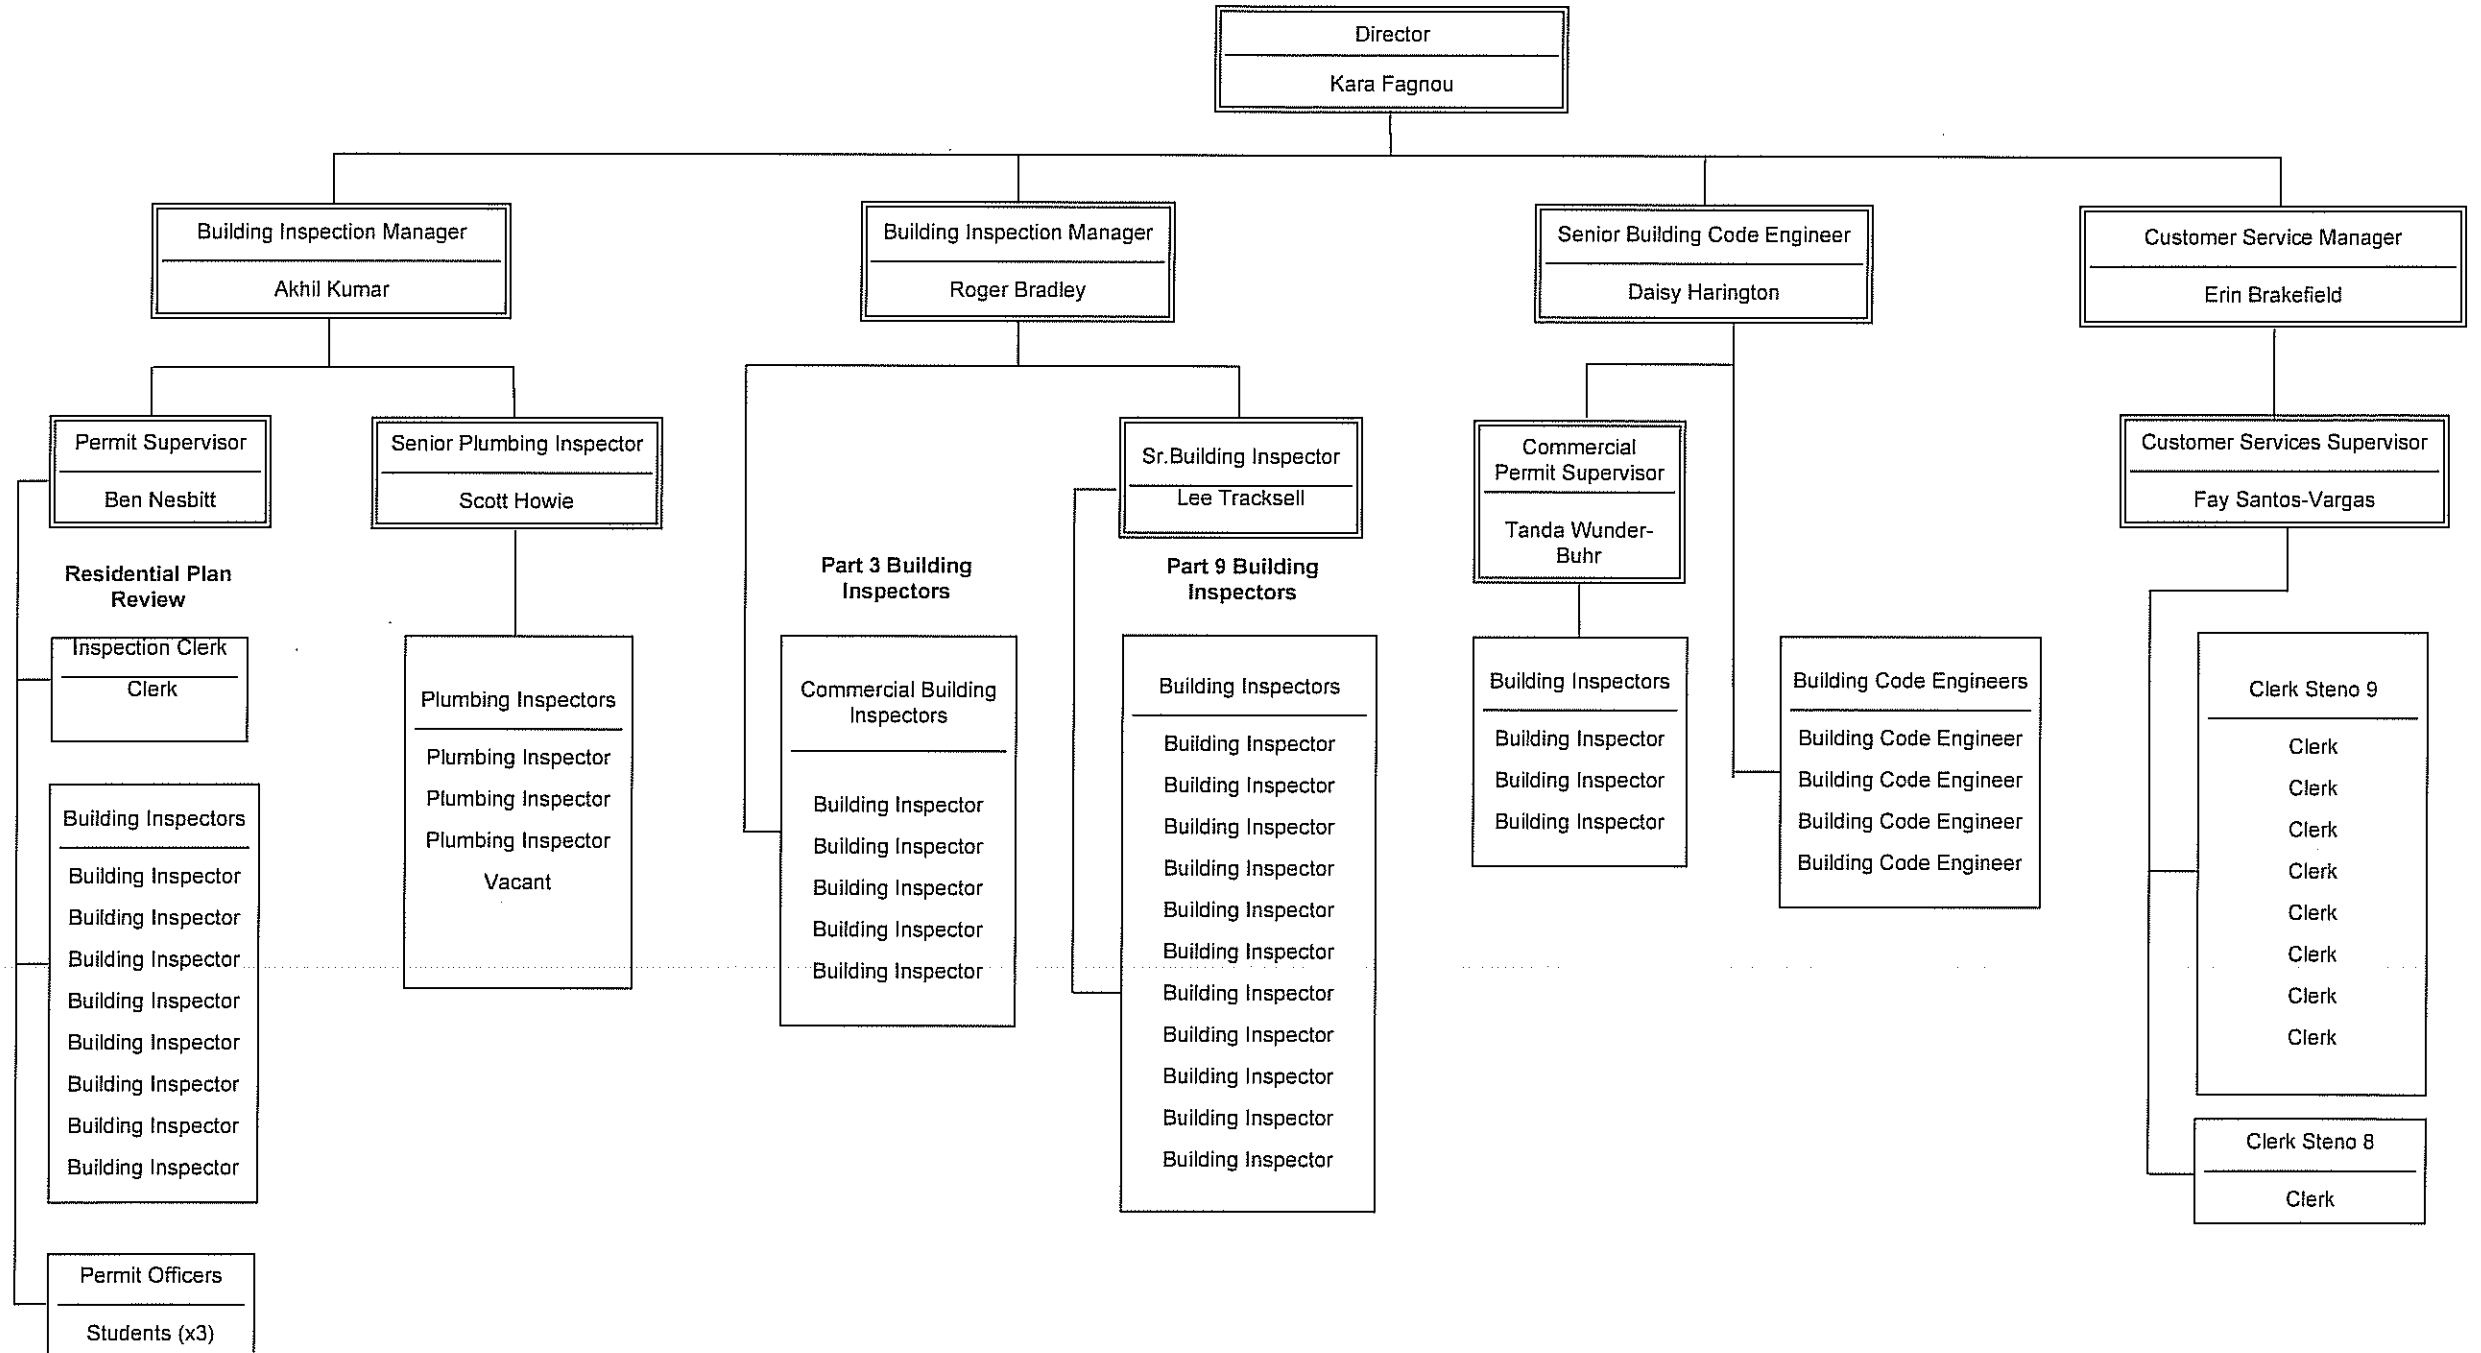 Director
Kara Fagnou
Building Inspection Manager
Akhil Kumar
Building Inspection Manager
Roger Bradley
Senior Building Code Engineer
Daisy Harington
Customer Service Manager
Erin Brakefield
Permit Supervisor
Ben Nesbitt
Senior Plumbing Inspector
Scott Howie
Sr.Building Inspector
Lee Tracksell
Commercial
Permit Supervisor
Tanda Wunder-
Buhr
Customer Services Supervisor
Fay Santos-Vargas
Residential Plan
Review
Inspection Clerk
Clerk
Building Inspectors
Building Inspector
Building Inspector
Building Inspector
Building Inspector
Building Inspector
Building Inspector
Building Inspector
Building Inspector
Permit Officers
Students (x3)
Plumbing Inspectors
Plumbing Inspector
Plumbing Inspector
Plumbing Inspector
Vacant
Part 3 Building
Inspectors
Commercial Building
Inspectors
Building Inspector
Building Inspector
Building Inspector
Building Inspector
Building Inspector
Part 9 Building
Inspectors
Building Inspectors
Building Inspector
Building Inspector
Building Inspector
Building Inspector
Building Inspector
Building Inspector
Building Inspector
Building Inspector
Building Inspector
Building Inspector
Building Inspector
Building Inspectors
Building Inspector
Building Inspector
Building Inspector
Building Code Engineers
Building Code Engineer
Building Code Engineer
Building Code Engineer
Building Code Engineer
Clerk Steno 9
Clerk
Clerk
Clerk
Clerk
Clerk
Clerk
Clerk
Clerk
Clerk Steno 8
Clerk